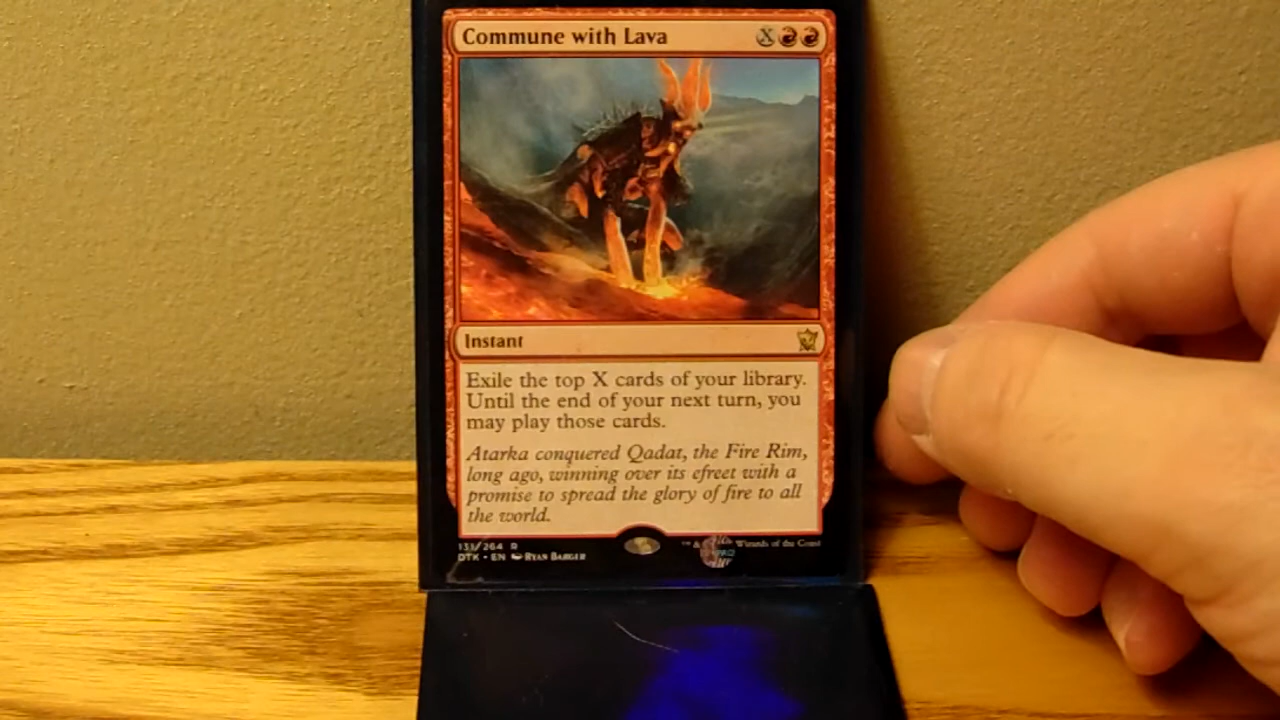 Commune with Lava X
Instant
Exile the top X cards of your library.
Until the end of your next turn, you
may play those cards.
Atarka conquered Qadat, the Fire Rim,
long ago, winning over its efreet with a
promise to spread the glory of fire to all
the world.
131/264 R
DTK • EN RYAN BARGER
™ & Wizards of the Coast